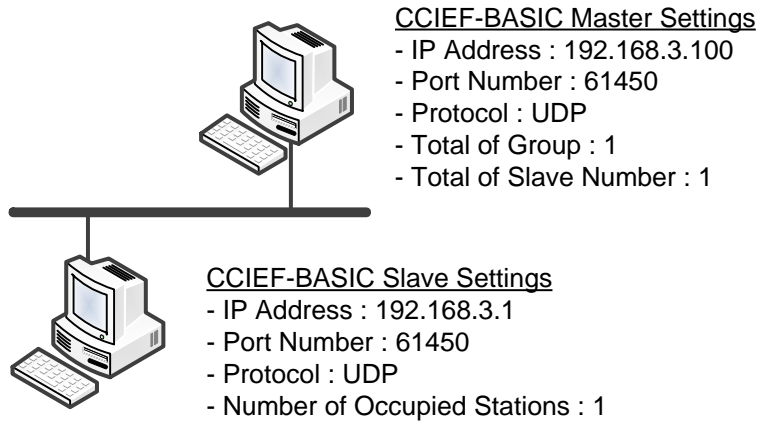 CCIEF-BASIC Master Settings
- IP Address : 192.168.3.100
- Port Number : 61450
- Protocol : UDP
- Total of Group : 1
- Total of Slave Number : 1
CCIEF-BASIC Slave Settings
- IP Address : 192.168.3.1
- Port Number : 61450
- Protocol : UDP
- Number of Occupied Stations : 1